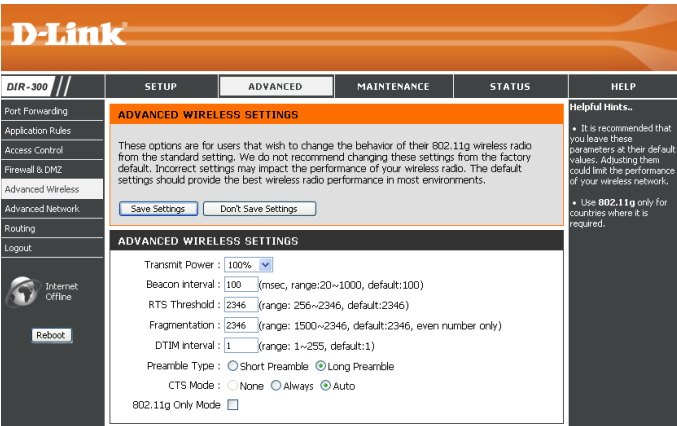 D-Link
DIR-300
SETUP
ADVANCED
MAINTENANCE
STATUS
HELP
Port Forwarding
Application Rules
Access Control
Firewall & DMZ
Advanced Wireless
Advanced Network
Routing
Logout
Internet
Offline
Reboot
ADVANCED WIRELESS SETTINGS
These options are for users that wish to change the behavior of their 802.11g wireless radio
from the standard setting. We do not recommend changing these settings from the factory
default. Incorrect settings may impact the performance of your wireless radio. The default
settings should provide the best wireless radio performance in most environments.
Save Settings
Don't Save Settings
ADVANCED WIRELESS SETTINGS
Transmit Power : 100%
Beacon interval : 100 (msec, range:20~1000, default:100)
RTS Threshold : 2346 (range: 256~2346, default:2346)
Fragmentation : 2346 (range: 1500~2346, default:2346, even number only)
DTIM interval : 1 (range: 1~255, default:1)
Preamble Type : Short Preamble Long Preamble
CTS Mode : None Always Auto
802.11g Only Mode
Helpful Hints..
• It is recommended that
you leave these
parameters at their default
values. Adjusting them
could limit the performance
of your wireless network.
• Use 802.11g only for
countries where it is
required.